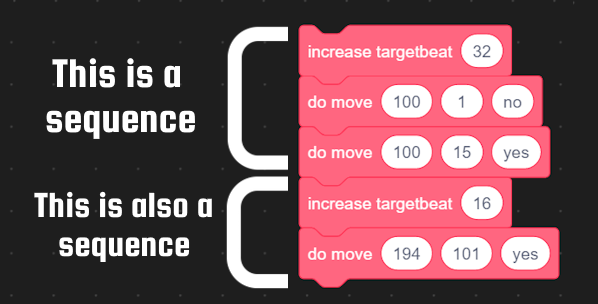 This is a
sequence
increase targetbeat 32
do move 100 1 no
do move 100 15 yes
This is also a
sequence
increase targetbeat 16
do move 194 101 yes